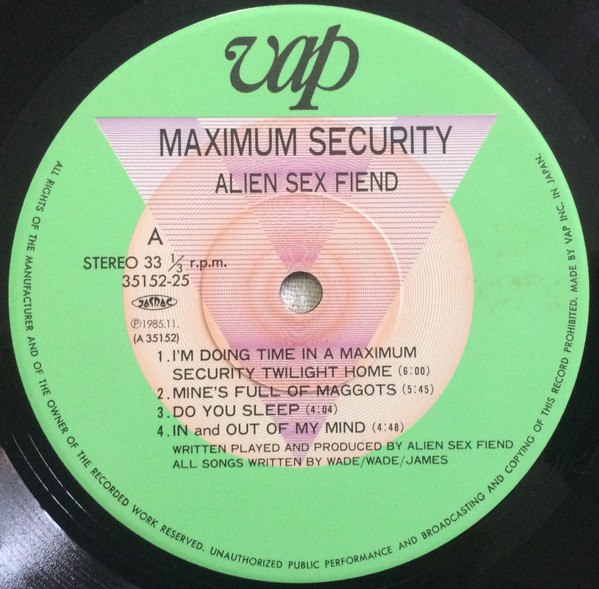 vap
MAXIMUM SECURITY
ALIEN SEX FIEND
A
STEREO 33 1/3 r.p.m.
35152-25
JASRAC
Ⓟ1985.11.
(A 35152)
1. I'M DOING TIME IN A MAXIMUM
SECURITY TWILIGHT HOME (6:00)
2. MINE'S FULL OF MAGGOTS (5:45)
3. DO YOU SLEEP (4:04)
4. IN and OUT OF MY MIND (4:48)
WRITTEN PLAYED AND PRODUCED BY ALIEN SEX FIEND
ALL SONGS WRITTEN BY WADE/WADE/JAMES
ALL RIGHTS OF THE MANUFACTURER AND OF THE OWNER OF THE RECORDED WORK RESERVED. UNAUTHORIZED PUBLIC PERFORMANCE AND BROADCASTING AND COPYING OF THIS RECORD PROHIBITED. MADE BY VAP INC. IN JAPAN.